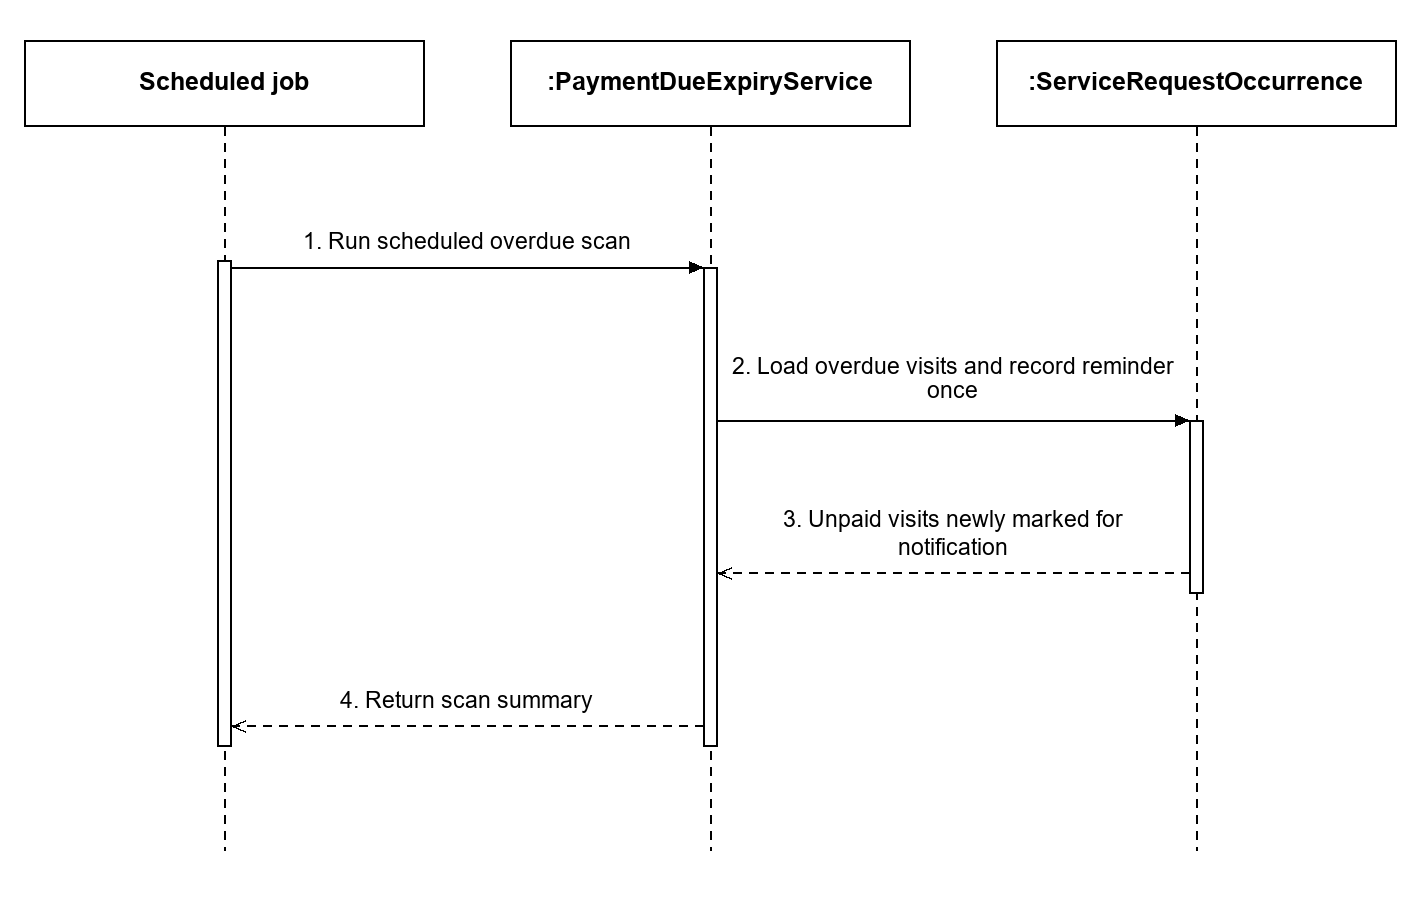 Scheduled job
:PaymentDueExpiryService
:ServiceRequestOccurrence
1. Run scheduled overdue scan
2. Load overdue visits and record reminder
once
3. Unpaid visits newly marked for
notification
4. Return scan summary